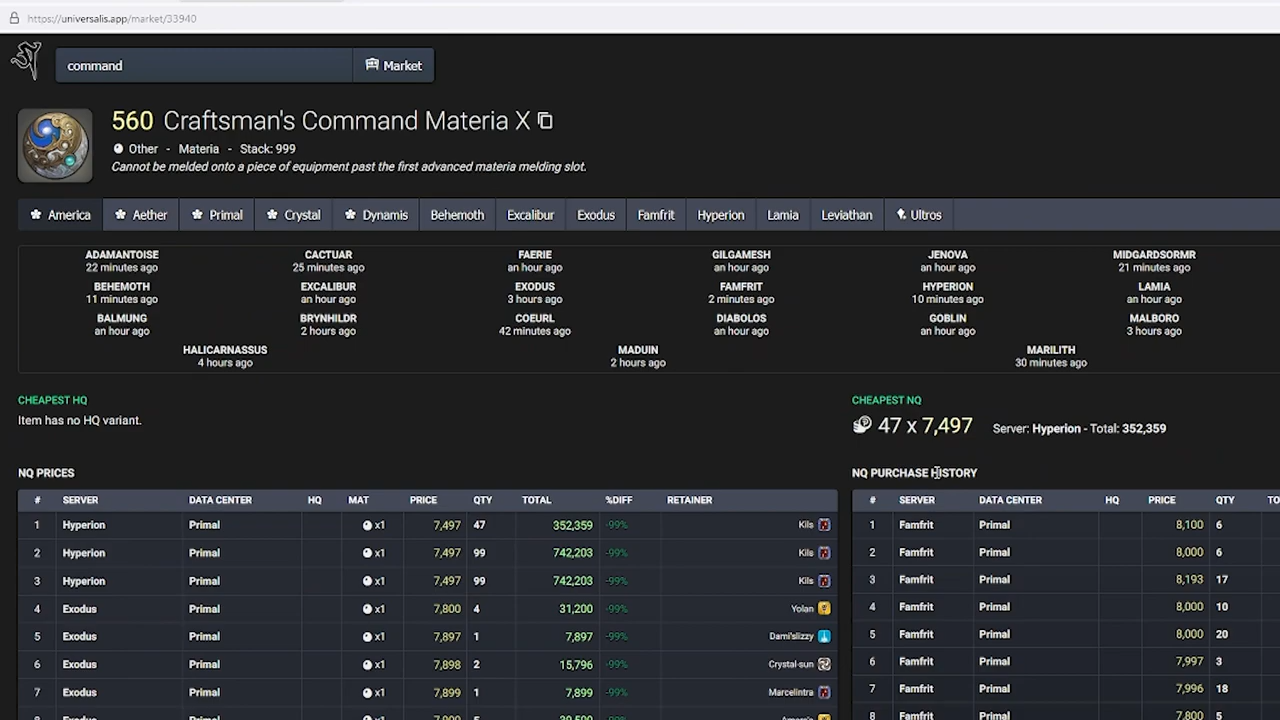 https://universalis.app/market/33940
command Market
560 Craftsman's Command Materia X
Other - Materia - Stack: 999
Cannot be melded onto a piece of equipment past the first advanced materia melding slot.
America Aether Primal Crystal Dynamis Behemoth Excalibur Exodus Famfrit Hyperion Lamia Leviathan Ultros
ADAMANTOISE CACTUAR FAERIE GILGAMESH JENOVA MIDGARDSORMR
22 minutes ago 25 minutes ago an hour ago an hour ago an hour ago 21 minutes ago
BEHEMOTH EXCALIBUR EXODUS FAMFRIT HYPERION LAMIA
11 minutes ago an hour ago 3 hours ago 2 minutes ago 10 minutes ago an hour ago
BALMUNG BRYNHILDR COEURL DIABOLOS GOBLIN MALBORO
an hour ago 2 hours ago 42 minutes ago an hour ago an hour ago 3 hours ago
HALICARNASSUS MADUIN MARILITH
4 hours ago 2 hours ago 30 minutes ago
CHEAPEST HQ
Item has no HQ variant.
CHEAPEST NQ
47 x 7,497 Server: Hyperion - Total: 352,359
NQ PRICES
# SERVER DATA CENTER HQ MAT PRICE QTY TOTAL %DIFF RETAINER
1 Hyperion Primal x1 7,497 47 352,359 -99% Kils
2 Hyperion Primal x1 7,497 99 742,203 -99% Kils
3 Hyperion Primal x1 7,497 99 742,203 -99% Kils
4 Exodus Primal x1 7,800 4 31,200 -99% Yolan
5 Exodus Primal x1 7,897 1 7,897 -99% Dami'slizzy
6 Exodus Primal x1 7,898 2 15,796 -99% Crystal-sun
7 Exodus Primal x1 7,899 1 7,899 -99% Marcelintra
8 Exodus Primal x1
NQ PURCHASE HISTORY
# SERVER DATA CENTER HQ PRICE QTY TO
1 Famfrit Primal 8,100 6
2 Famfrit Primal 8,000 6
3 Famfrit Primal 8,193 17
4 Famfrit Primal 8,000 10
5 Famfrit Primal 8,000 20
6 Famfrit Primal 7,997 3
7 Famfrit Primal 7,996 18
8 Famfrit Primal 7,800 5